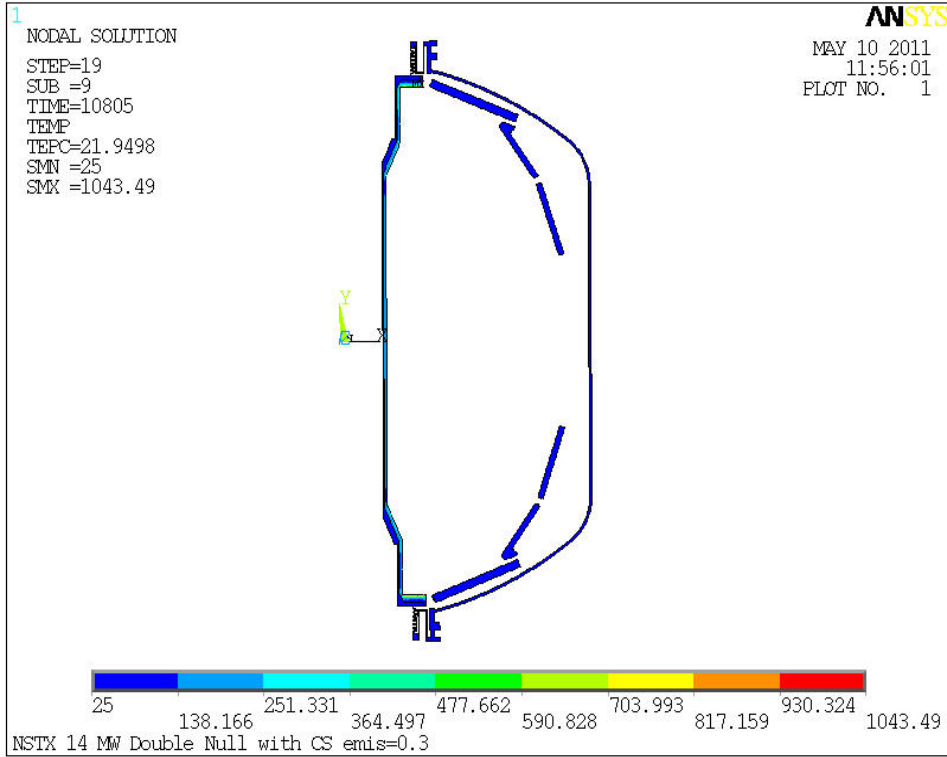 1
ANSYS
NODAL SOLUTION
STEP=19
SUB =9
TIME=10805
TEMP
TEPC=21.9498
SMN =25
SMX =1043.49
MAY 10 2011
11:56:01
PLOT NO. 1
Y
X
25 251.331 477.662 703.993 930.324
138.166 364.497 590.828 817.159 1043.49
NSTX 14 MW Double Null with CS emis=0.3